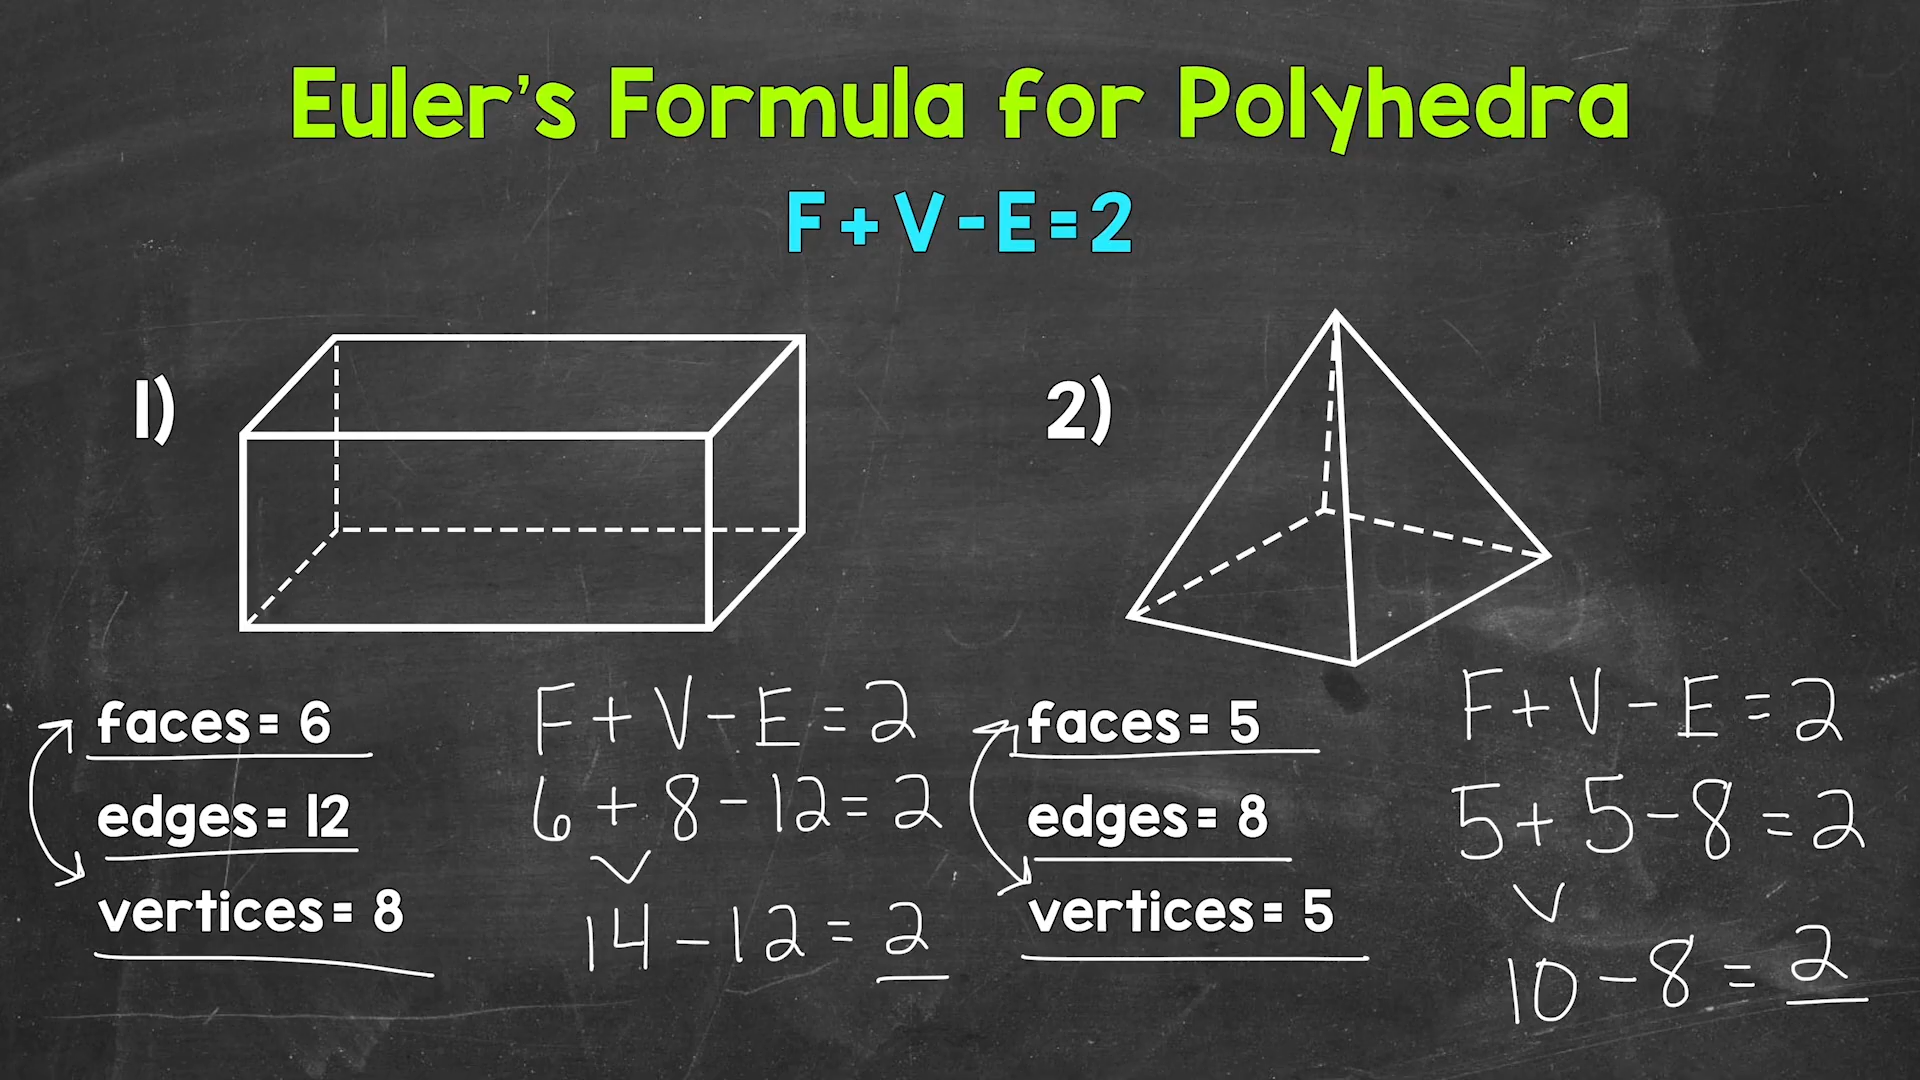 Euler's Formula for Polyhedra
F + V - E = 2
1)
faces = 6
edges = 12
vertices = 8
F + V - E = 2
6 + 8 - 12 = 2
14 - 12 = 2
2)
faces = 5
edges = 8
vertices = 5
F + V - E = 2
5 + 5 - 8 = 2
10 - 8 = 2